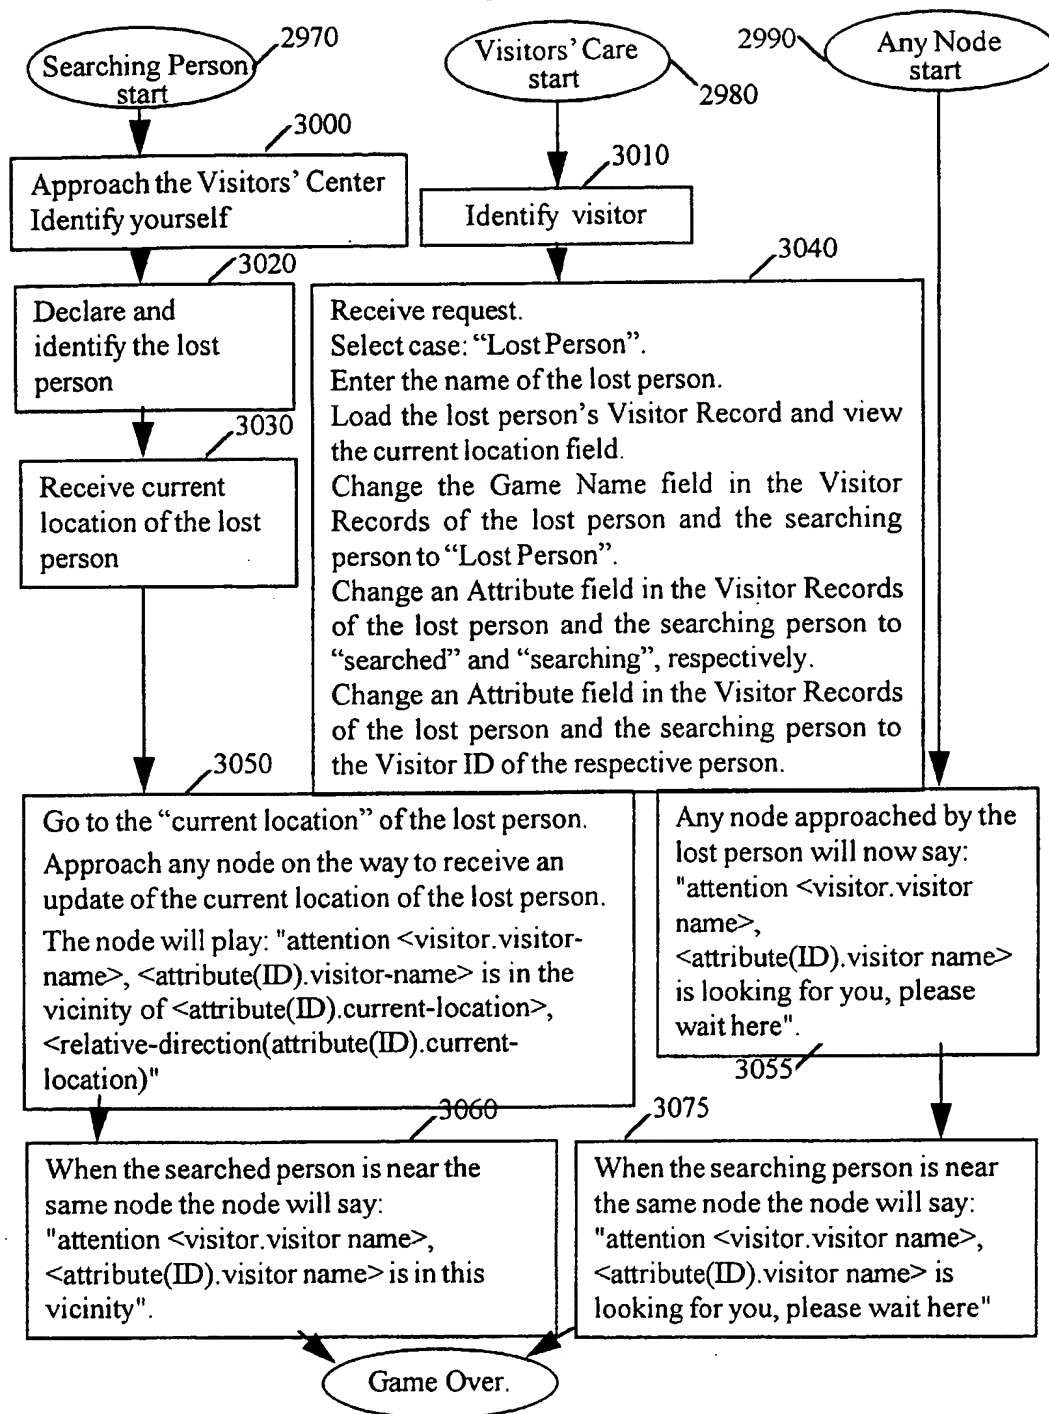 Searching Person
start
2970
Visitors’ Care
start
2980
2990
Any Node
start
3000
Approach the Visitors’ Center
Identify yourself
3010
Identify visitor
3020
Declare and
identify the lost
person
3030
Receive current
location of the lost
person
3040
Receive request.
Select case: “Lost Person”.
Enter the name of the lost person.
Load the lost person’s Visitor Record and view
the current location field.
Change the Game Name field in the Visitor
Records of the lost person and the searching
person to “Lost Person”.
Change an Attribute field in the Visitor Records
of the lost person and the searching person to
“searched” and “searching”, respectively.
Change an Attribute field in the Visitor Records
of the lost person and the searching person to
the Visitor ID of the respective person.
3050
Go to the “current location” of the lost person.
Approach any node on the way to receive an
update of the current location of the lost person.
The node will play: "attention <visitor.visitor-
name>, <attribute(ID).visitor-name> is in the
vicinity of <attribute(ID).current-location>,
<relative-direction(attribute(ID).current-
location)"
Any node approached by the
lost person will now say:
"attention <visitor.visitor
name>,
<attribute(ID).visitor name>
is looking for you, please
wait here".
3055
3060
When the searched person is near the
same node the node will say:
"attention <visitor.visitor name>,
<attribute(ID).visitor name> is in this
vicinity".
3075
When the searching person is near
the same node the node will say:
"attention <visitor.visitor name>,
<attribute(ID).visitor name> is
looking for you, please wait here"
Game Over.